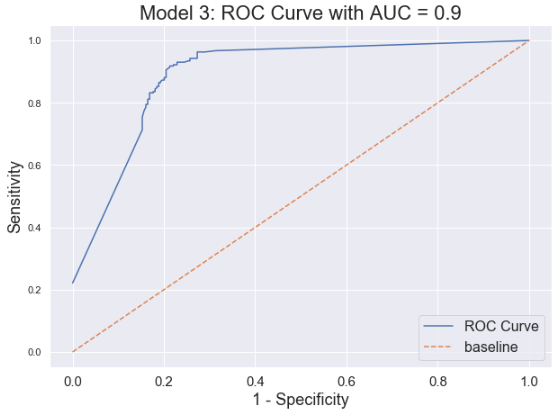 Model 3: ROC Curve with AUC = 0.9
1.0
0.8
0.6
0.4
0.2
0.0
Sensitivity
0.0 0.2 0.4 0.6 0.8 1.0
1 - Specificity
ROC Curve
baseline